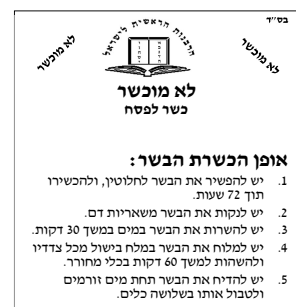 בס"ד
לא מוכשר
הרבנות הראשית לישראל
לא מוכשר
לא מוכשר
כשר לפסח
אופן הכשרת הבשר:
1. יש להפשיר את הבשר לחלוטין, ולהכשירו
תוך 72 שעות.
2. יש לנקות את הבשר משאריות דם.
3. יש להשרות את הבשר במים במשך 30 דקות.
4. יש למלוח את הבשר במלח בישול מכל צדדיו
ולהשהות למשך 60 דקות בכלי מחורר.
5. יש להדיח את הבשר תחת מים זורמים
ולטבול אותו בשלושה כלים.